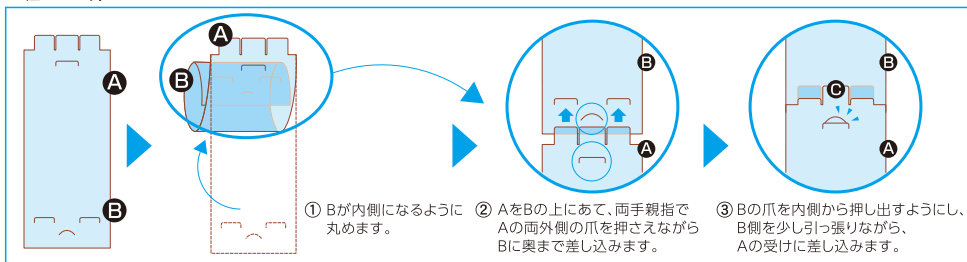 A
B
A
B
B
A
B
C
A
① Bが内側になるように
丸めます。
② AをBの上にあて、両手親指で
Aの両外側の爪を押さえながら
Bに奥まで差し込みます。
③ Bの爪を内側から押し出すようにし、
B側を少し引っ張りながら、
Aの受けに差し込みます。